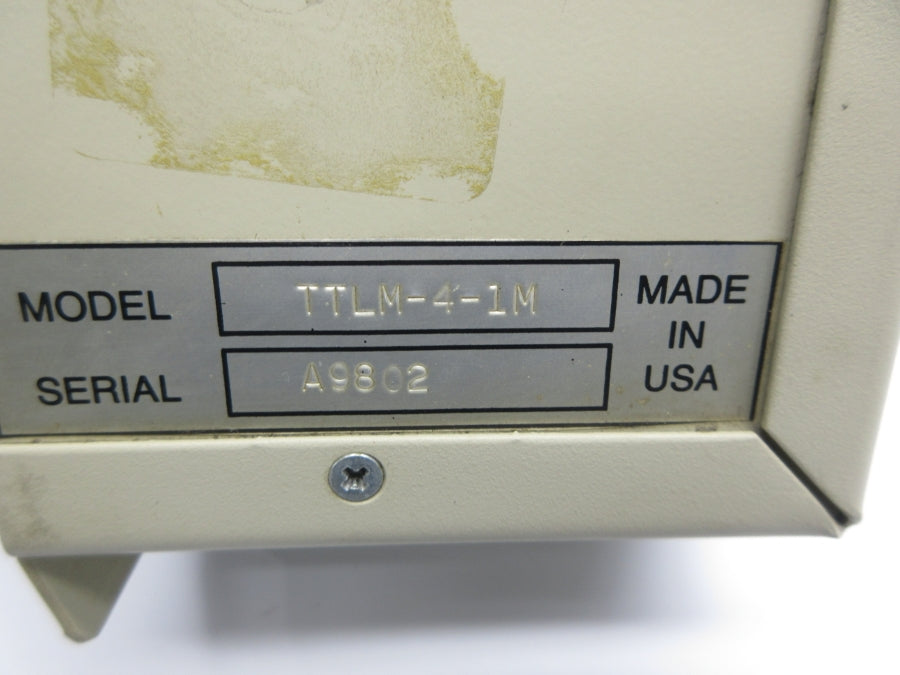 MODEL TTLM-4-1M
SERIAL A9802
MADE
IN
USA